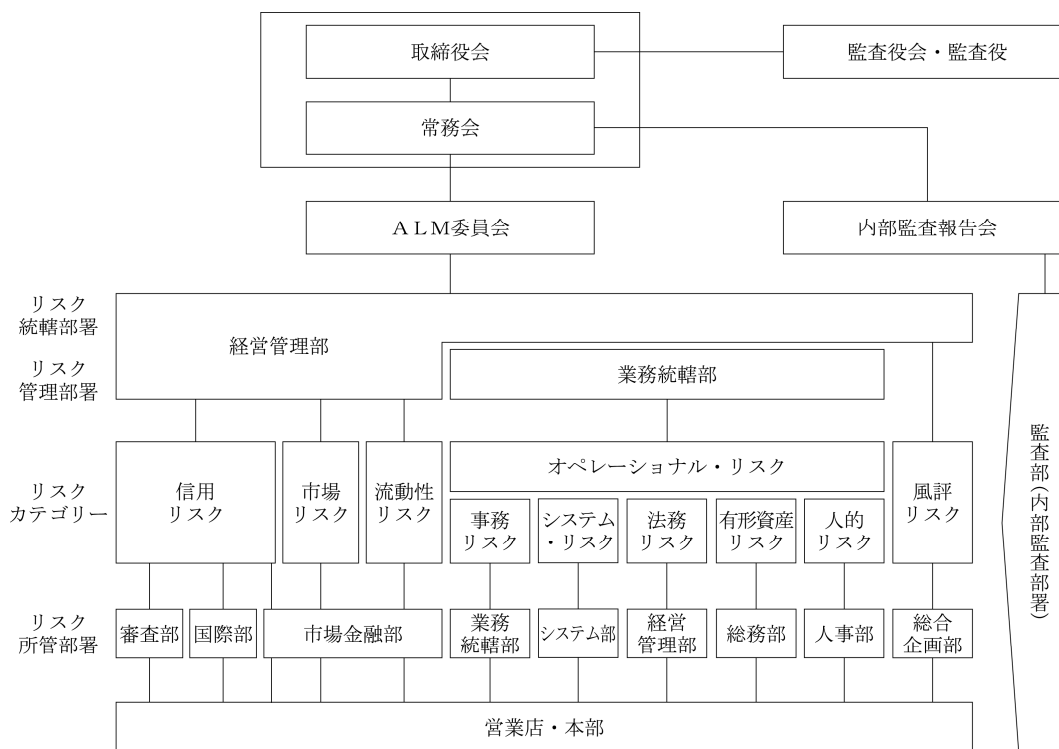 取締役会
監査役会・監査役
常務会
ＡＬＭ委員会
内部監査報告会
リスク
統轄部署
経営管理部
リスク
管理部署
業務統轄部
リスク
カテゴリー
信用
リスク
市場
リスク
流動性
リスク
オペレーショナル・リスク
事務
リスク
システム
・リスク
法務
リスク
有形資産
リスク
人的
リスク
風評
リスク
監査部（内部監査部署）
リスク
所管部署
審査部
国際部
市場金融部
業務
統轄部
システム部
経営
管理部
総務部
人事部
総合
企画部
営業店・本部